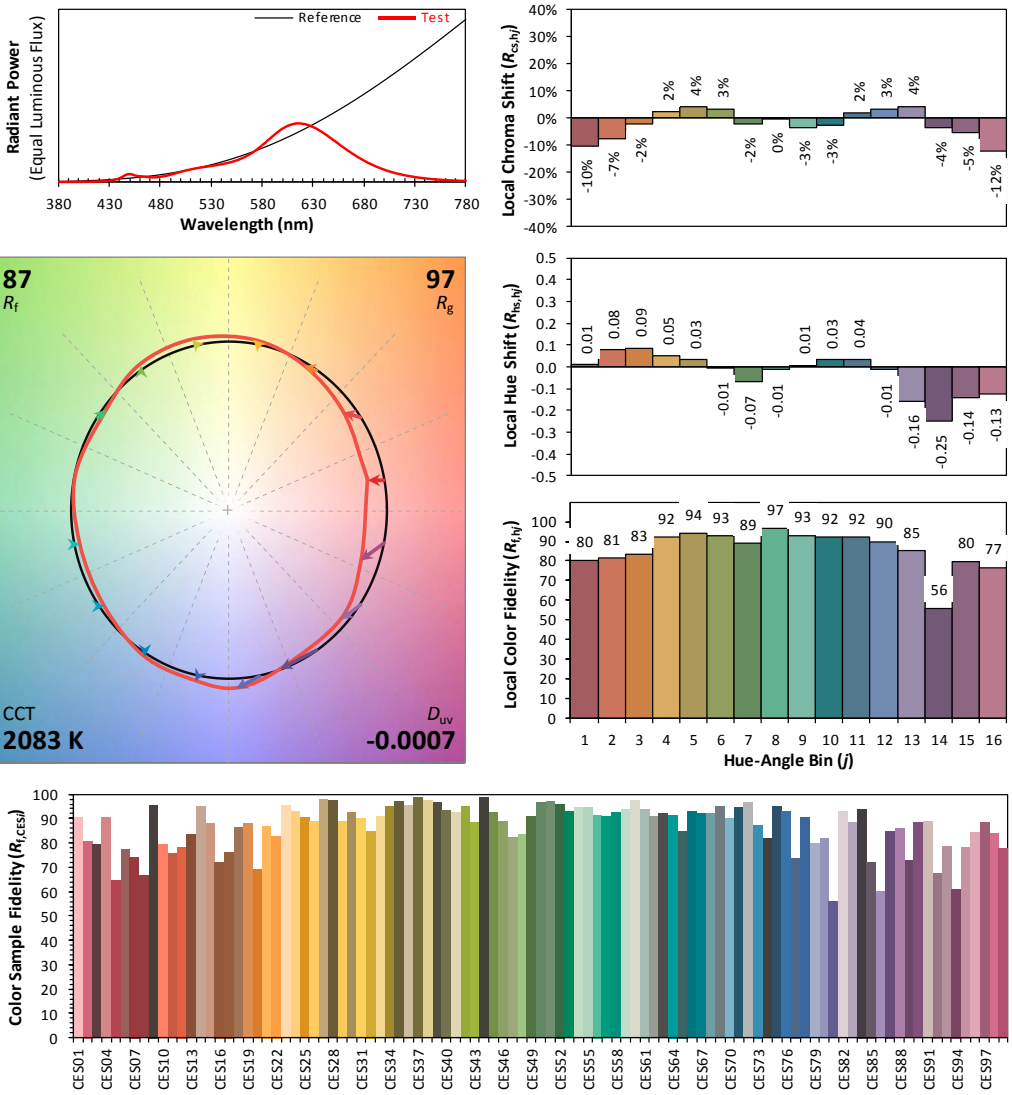 Reference
Test
Radiant Power
(Equal Luminous Flux)
380 430 480 530 580 630 680 730 780
Wavelength (nm)
Local Chroma Shift (Rcs,hj)
40%
30%
20%
10%
0%
-10%
-20%
-30%
-40%
-10% -7% -2% 2% 4% 3% -2% 0% -3% -3% 2% 3% 4% -4% -5% -12%
87
Rf
97
Rg
CCT
2083 K
Duv
-0.0007
Local Hue Shift (Rhs,hj)
0.5
0.4
0.3
0.2
0.1
0.0
-0.1
-0.2
-0.3
-0.4
-0.5
0.01 0.08 0.09 0.05 0.03 -0.01 -0.07 -0.01 0.01 0.03 0.04 -0.01 -0.16 -0.25 -0.14 -0.13
Local Color Fidelity (Rf,hj)
100
90
80
70
60
50
40
30
20
10
0
80 81 83 92 94 93 89 97 93 92 92 90 85 56 80 77
1 2 3 4 5 6 7 8 9 10 11 12 13 14 15 16
Hue-Angle Bin (j)
Color Sample Fidelity (Rf,CESi)
100
90
80
70
60
50
40
30
20
10
0
CES01 CES04 CES07 CES10 CES13 CES16 CES19 CES22 CES25 CES28 CES31 CES34 CES37 CES40 CES43 CES46 CES49 CES52 CES55 CES58 CES61 CES64 CES67 CES70 CES73 CES76 CES79 CES82 CES85 CES88 CES91 CES94 CES97